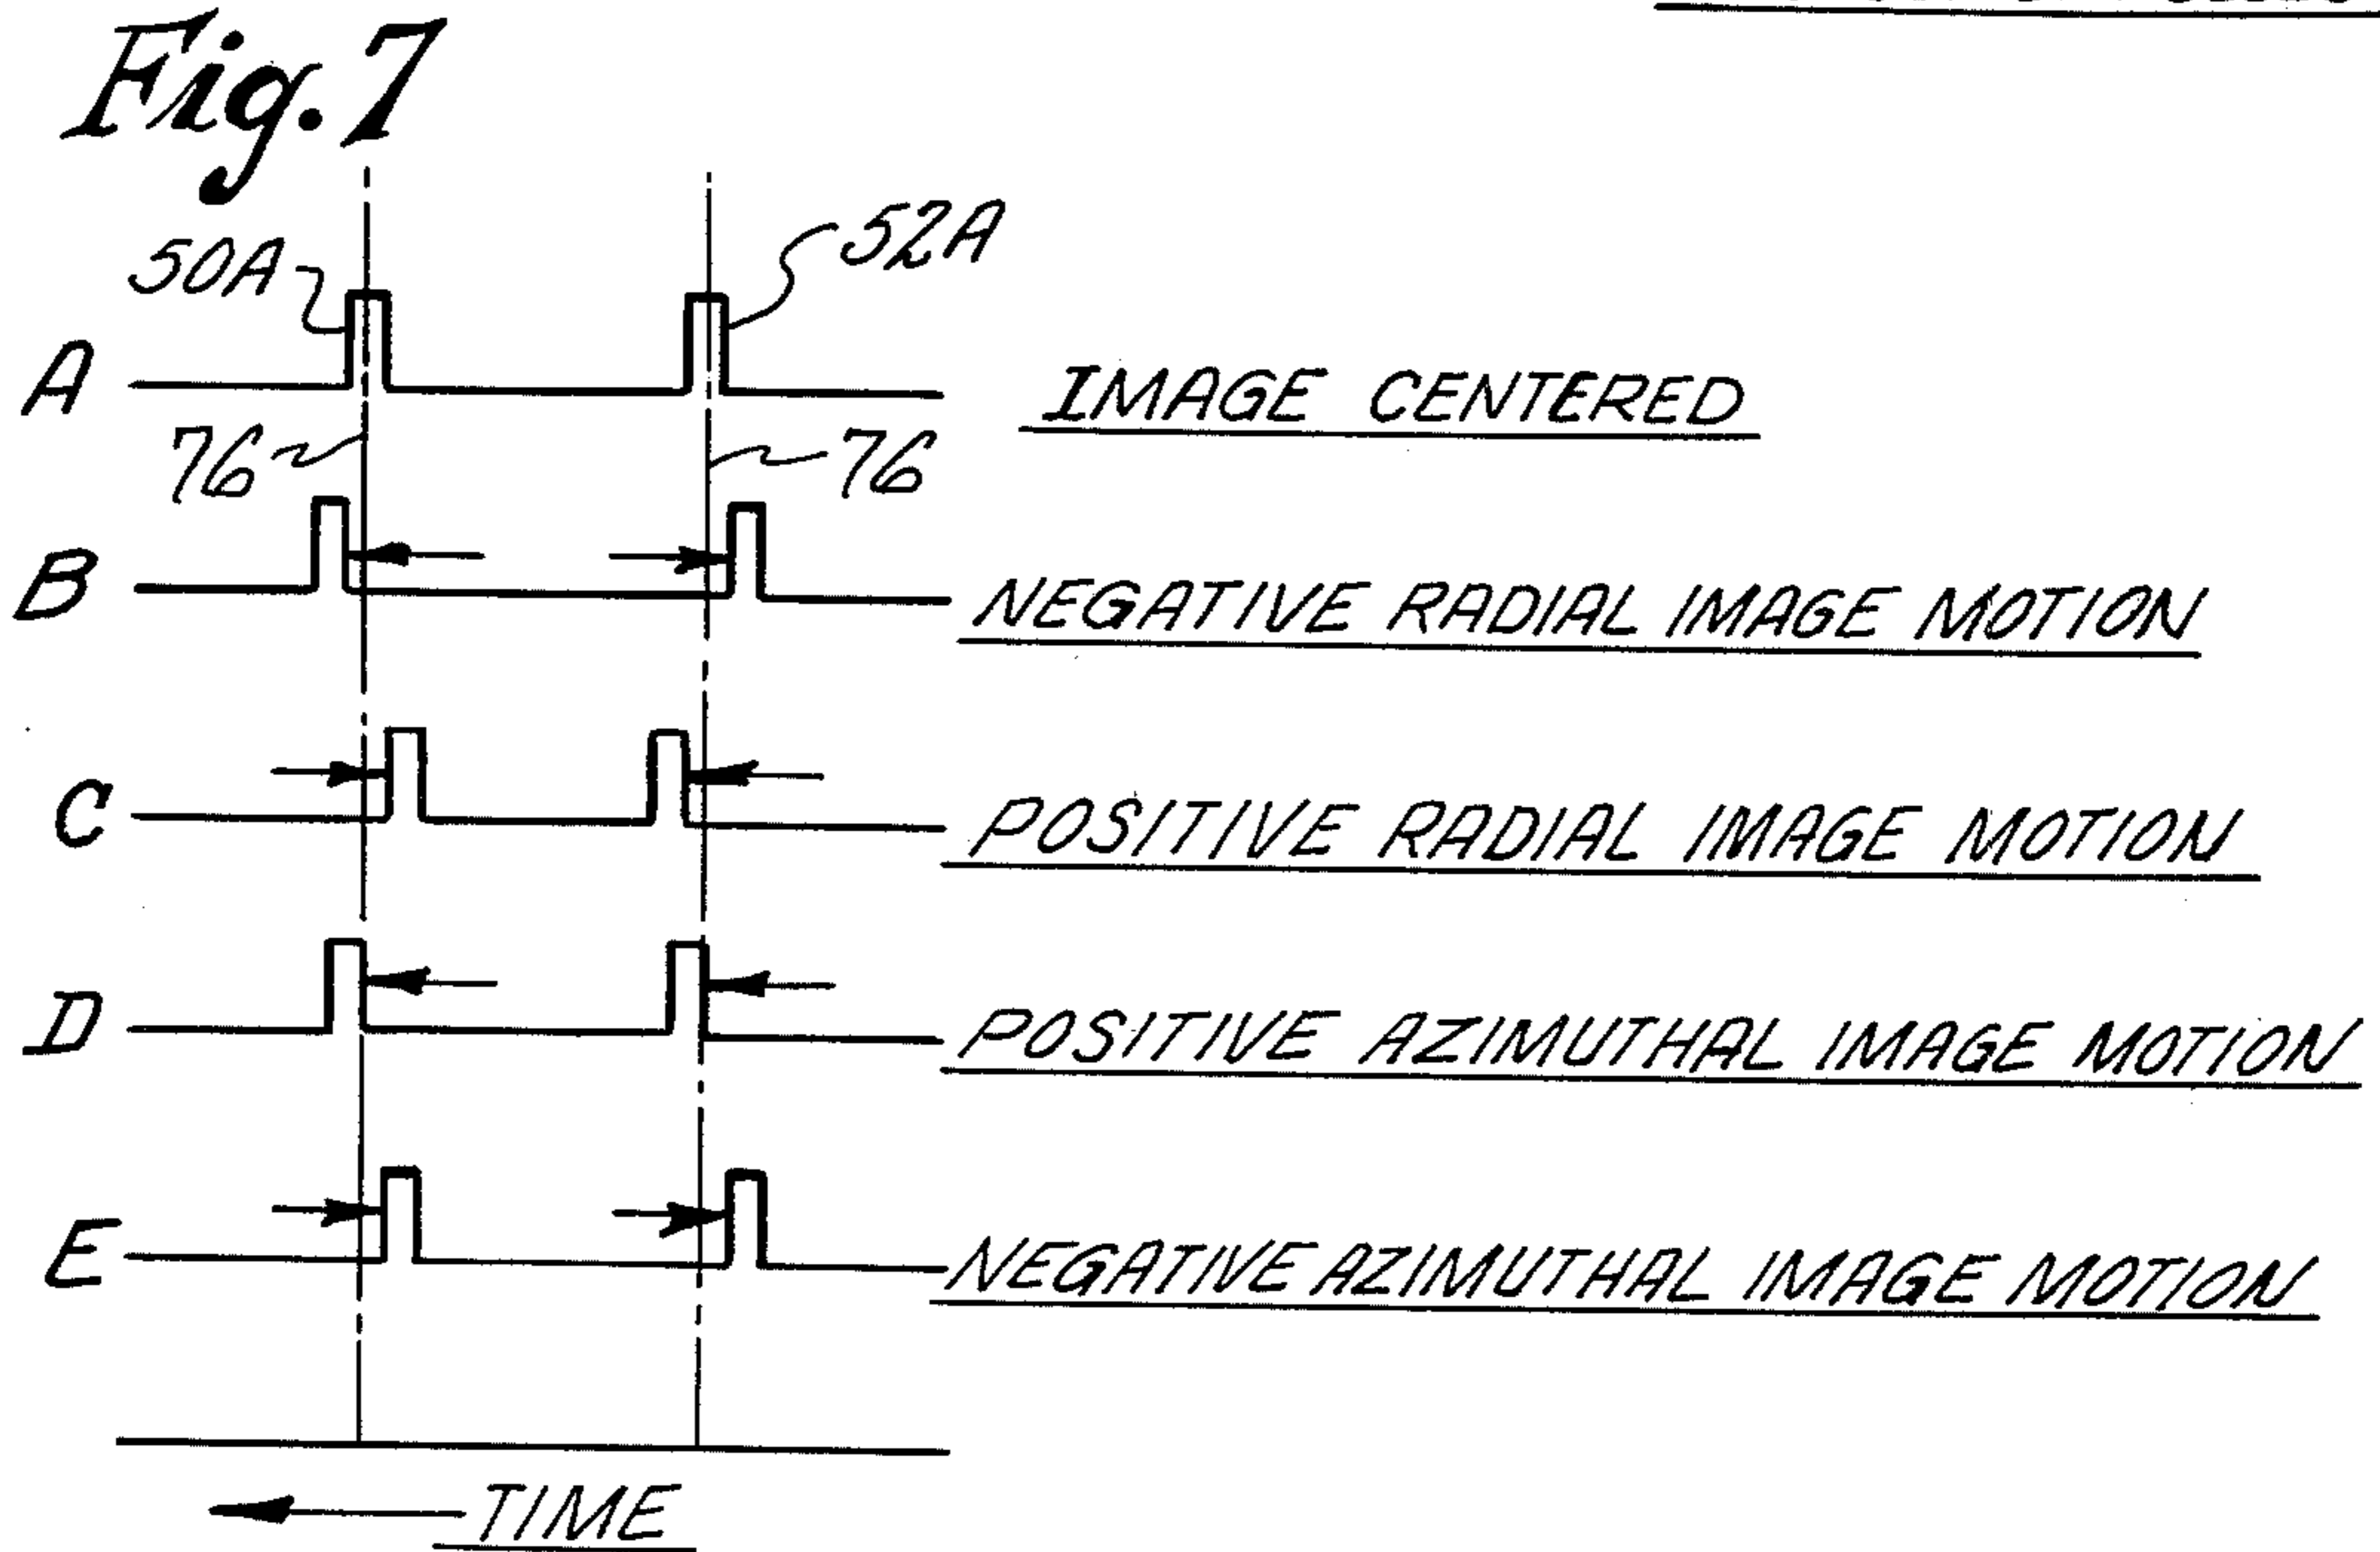 Fig. 7
50A
52A
A
IMAGE CENTERED
76
76
B
NEGATIVE RADIAL IMAGE MOTION
C
POSITIVE RADIAL IMAGE MOTION
D
POSITIVE AZIMUTHAL IMAGE MOTION
E
NEGATIVE AZIMUTHAL IMAGE MOTION
TIME